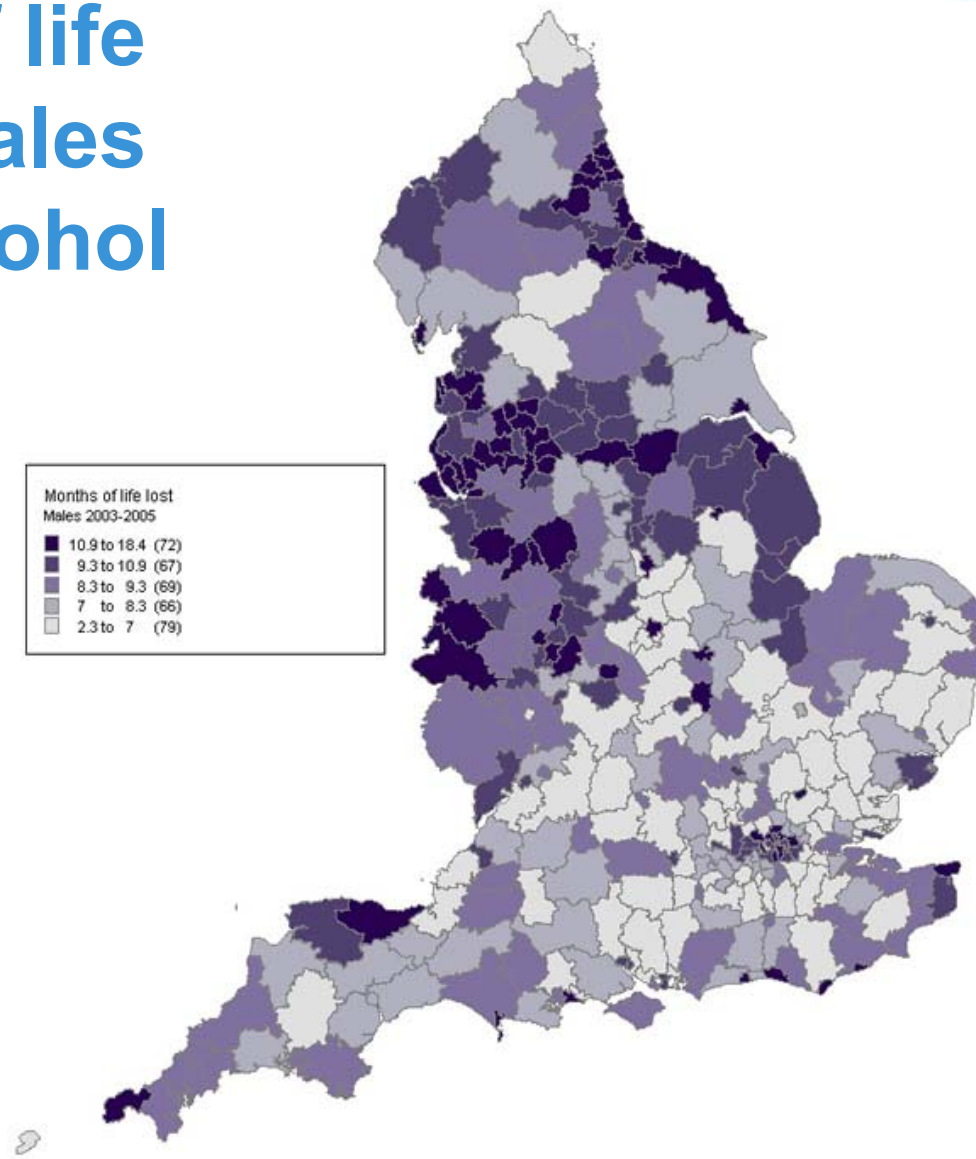 life
ales
ohol
Months of life lost
Males 2003-2005
10.9 to 18.4 (72)
9.3 to 10.9 (67)
8.3 to 9.3 (69)
7 to 8.3 (66)
2.3 to 7 (79)